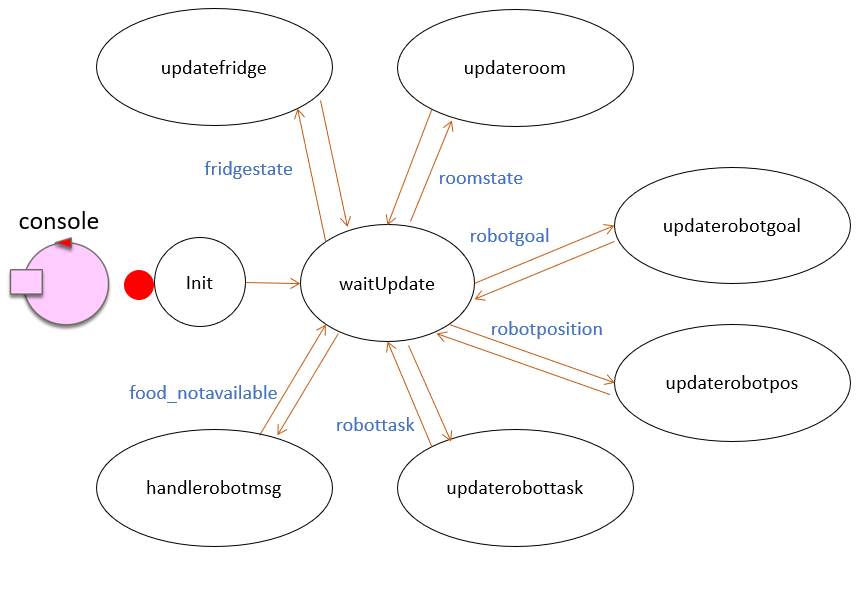 updatefridge
updateroom
fridgestate
roomstate
console
robotgoal
updaterobotgoal
Init
waitUpdate
robotposition
updaterobotpos
food_notavailable
robottask
handlerobotmsg
updaterobottask